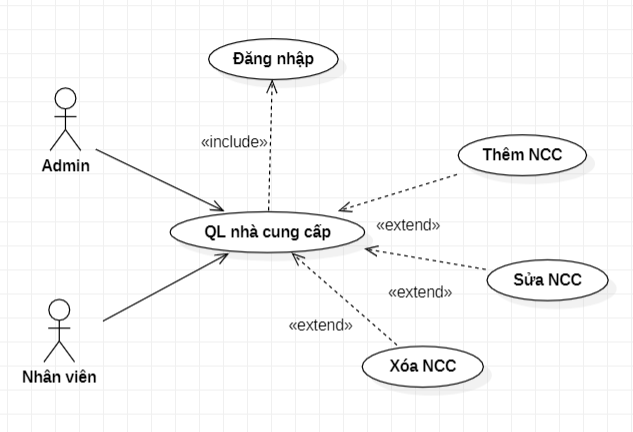 Đăng nhập
«include»
Admin
Thêm NCC
QL nhà cung cấp
«extend»
Sửa NCC
«extend»
«extend»
Xóa NCC
Nhân viên